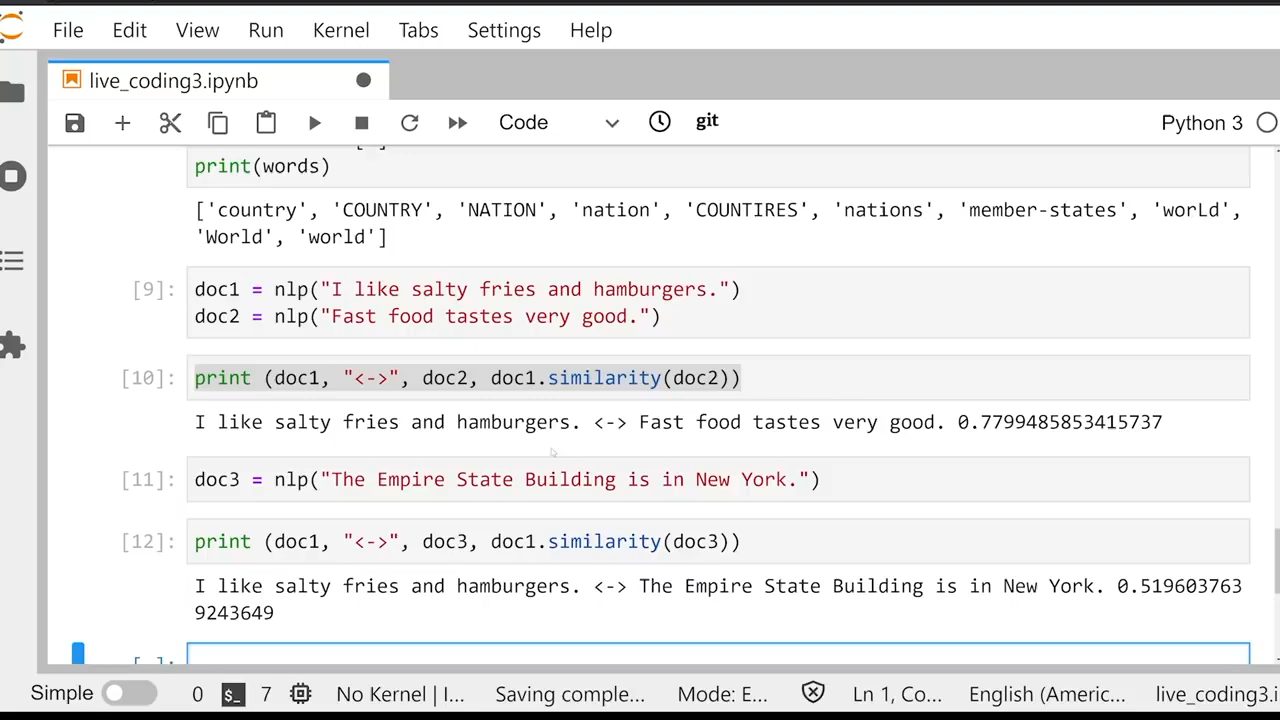 File Edit View Run Kernel Tabs Settings Help
live_coding3.ipynb
Code git Python 3
print(words)
['country', 'COUNTRY', 'NATION', 'nation', 'COUNTIRES', 'nations', 'member-states', 'worLd',
'World', 'world']
[9]: doc1 = nlp("I like salty fries and hamburgers.")
doc2 = nlp("Fast food tastes very good.")
[10]: print (doc1, "<->", doc2, doc1.similarity(doc2))
I like salty fries and hamburgers. <-> Fast food tastes very good. 0.7799485853415737
[11]: doc3 = nlp("The Empire State Building is in New York.")
[12]: print (doc1, "<->", doc3, doc1.similarity(doc3))
I like salty fries and hamburgers. <-> The Empire State Building is in New York. 0.519603763
9243649
[ ]:
Simple 0 $_ 7 No Kernel | I... Saving comple... Mode: E... Ln 1, Co... English (Americ... live_coding3.i